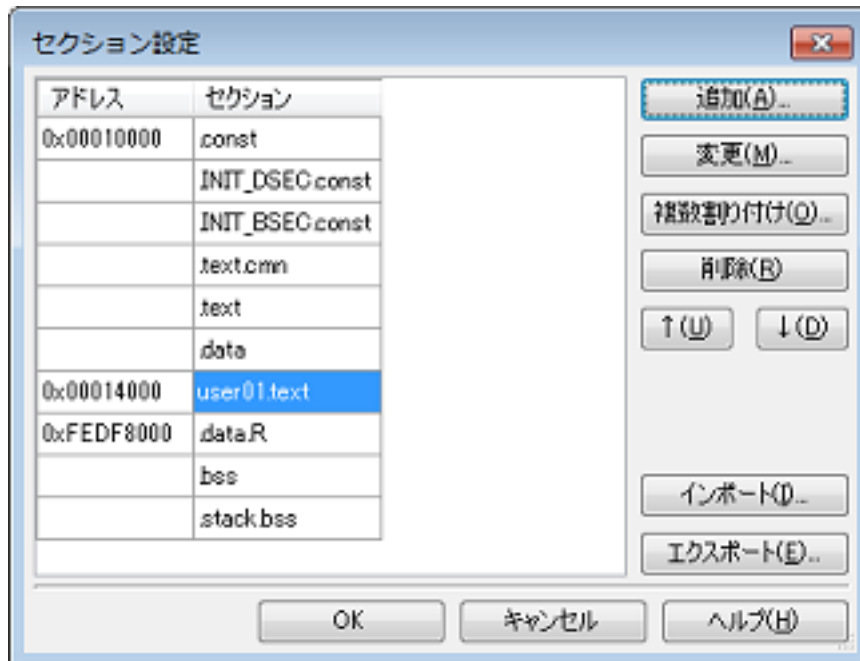 セクション設定
アドレス セクション
0x00010000 .const
.INIT_DSEC.const
.INIT_BSEC.const
.text.cmn
.text
.data
0x00014000 user01.text
0xFEDF8000 .data.R
.bss
.stack.bss
追加(A)...
変更(M)...
複数割り付け(O)...
削除(R)
↑(U) ↓(D)
インポート(I)...
エクスポート(E)...
OK キャンセル ヘルプ(H)